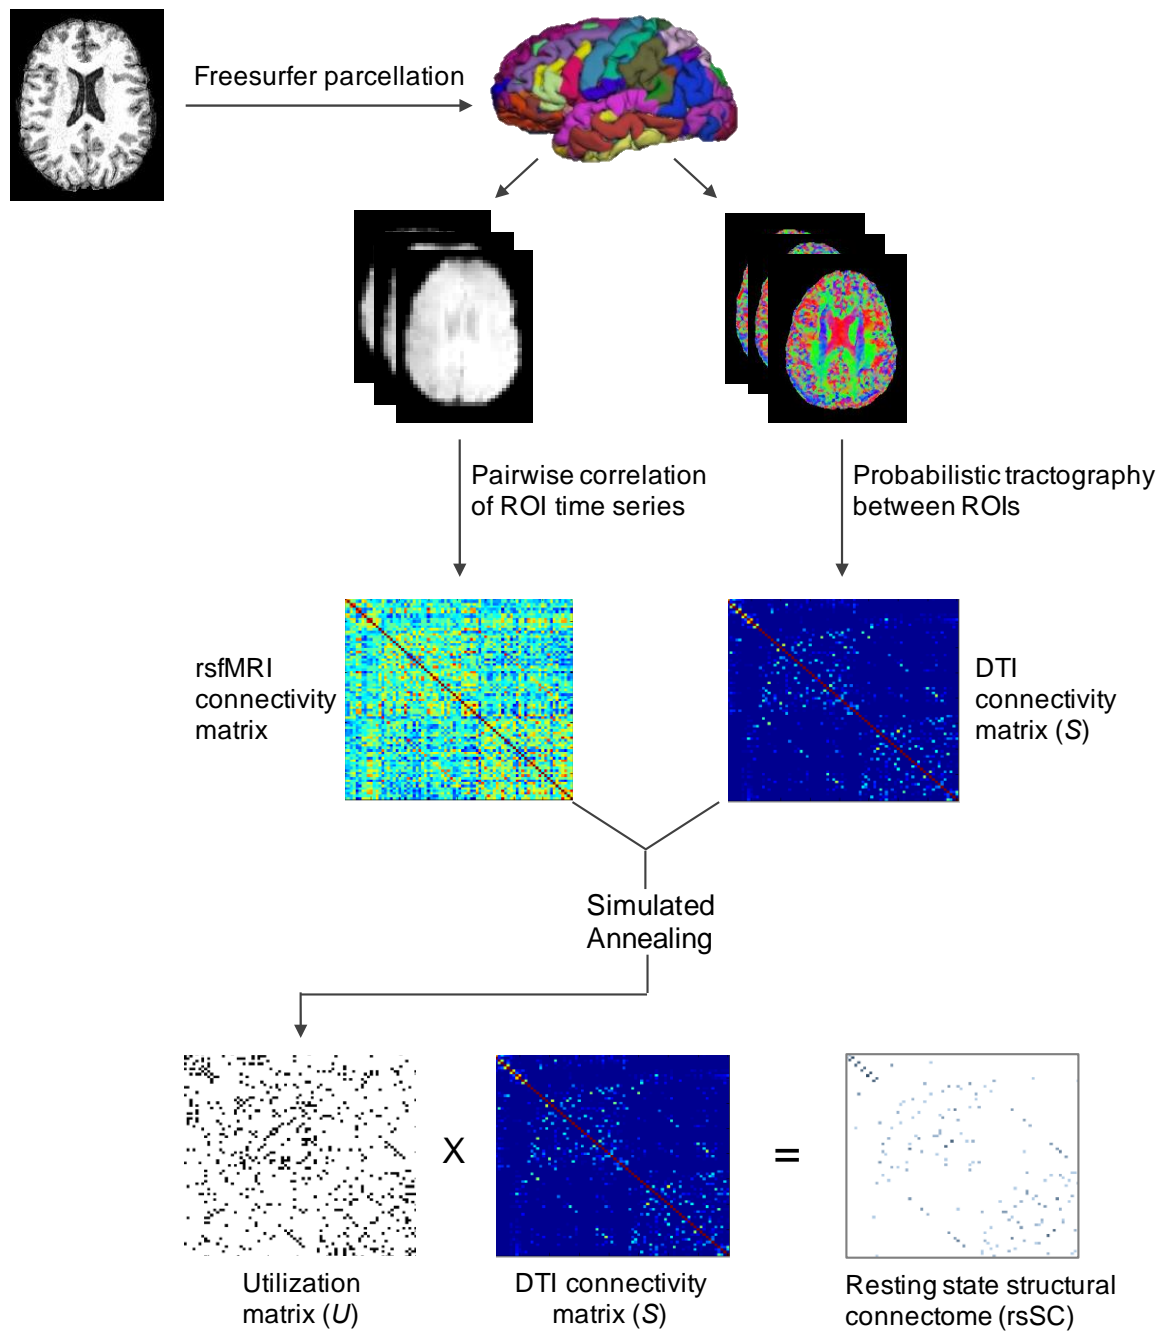 Freesurfer parcellation
Pairwise correlation
of ROI time series
Probabilistic tractography
between ROIs
rsfMRI
connectivity
matrix
DTI
connectivity
matrix (S)
Simulated
Annealing
X
=
Utilization
matrix (U)
DTI connectivity
matrix (S)
Resting state structural
connectome (rsSC)